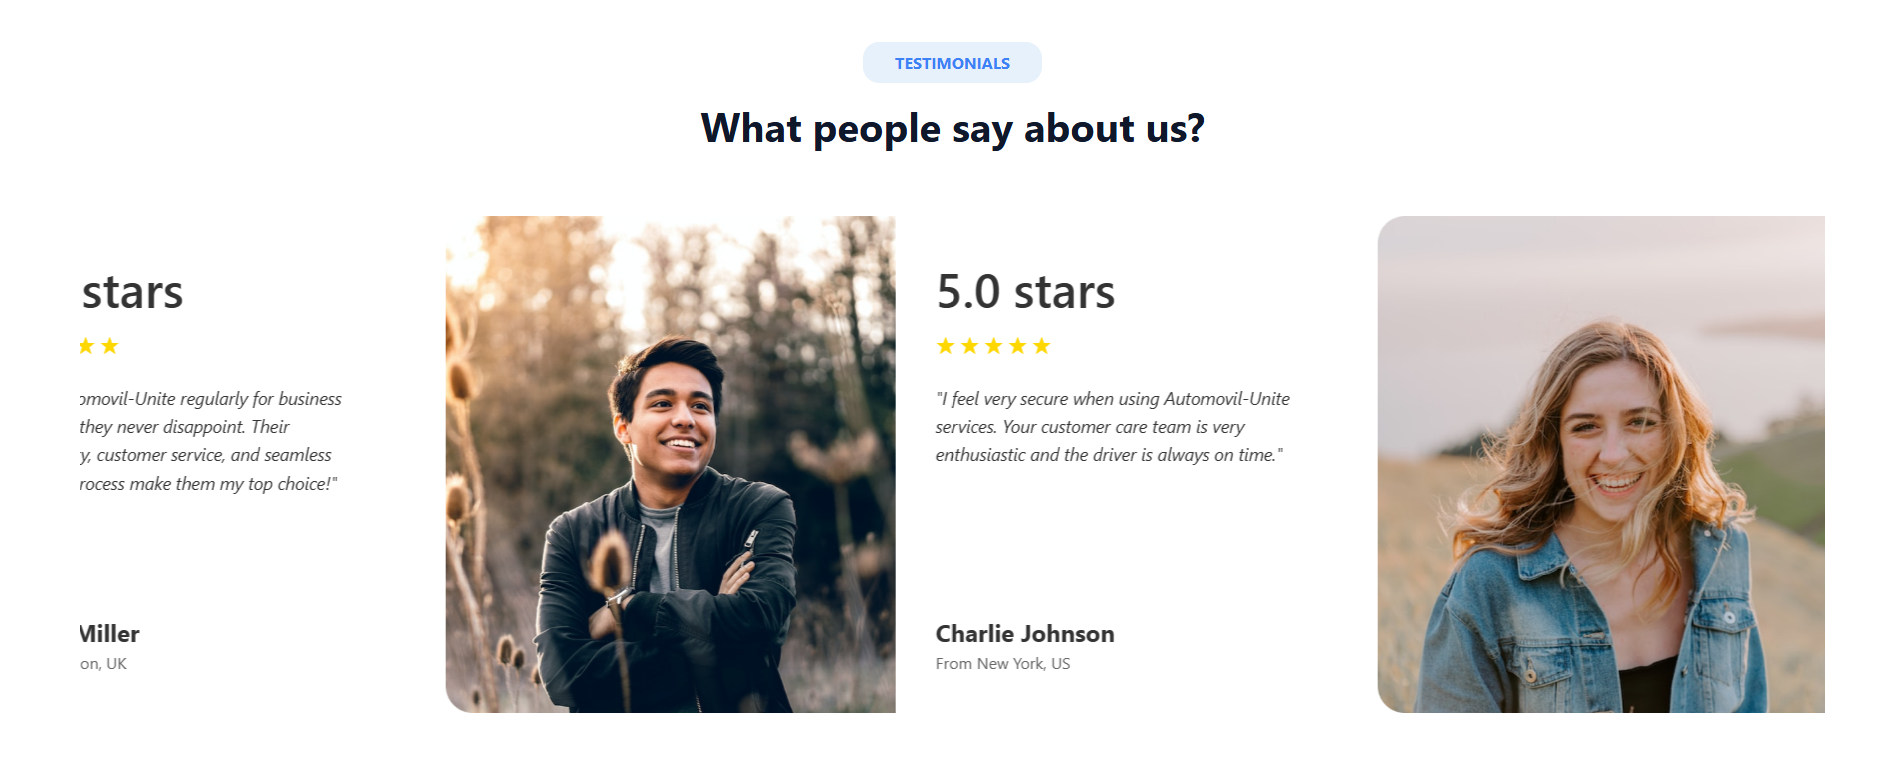 TESTIMONIALS
What people say about us?
stars
omovil-Unite regularly for business
they never disappoint. Their
y, customer service, and seamless
rocess make them my top choice!"
Miller
on, UK
5.0 stars
"I feel very secure when using Automovil-Unite
services. Your customer care team is very
enthusiastic and the driver is always on time."
Charlie Johnson
From New York, US